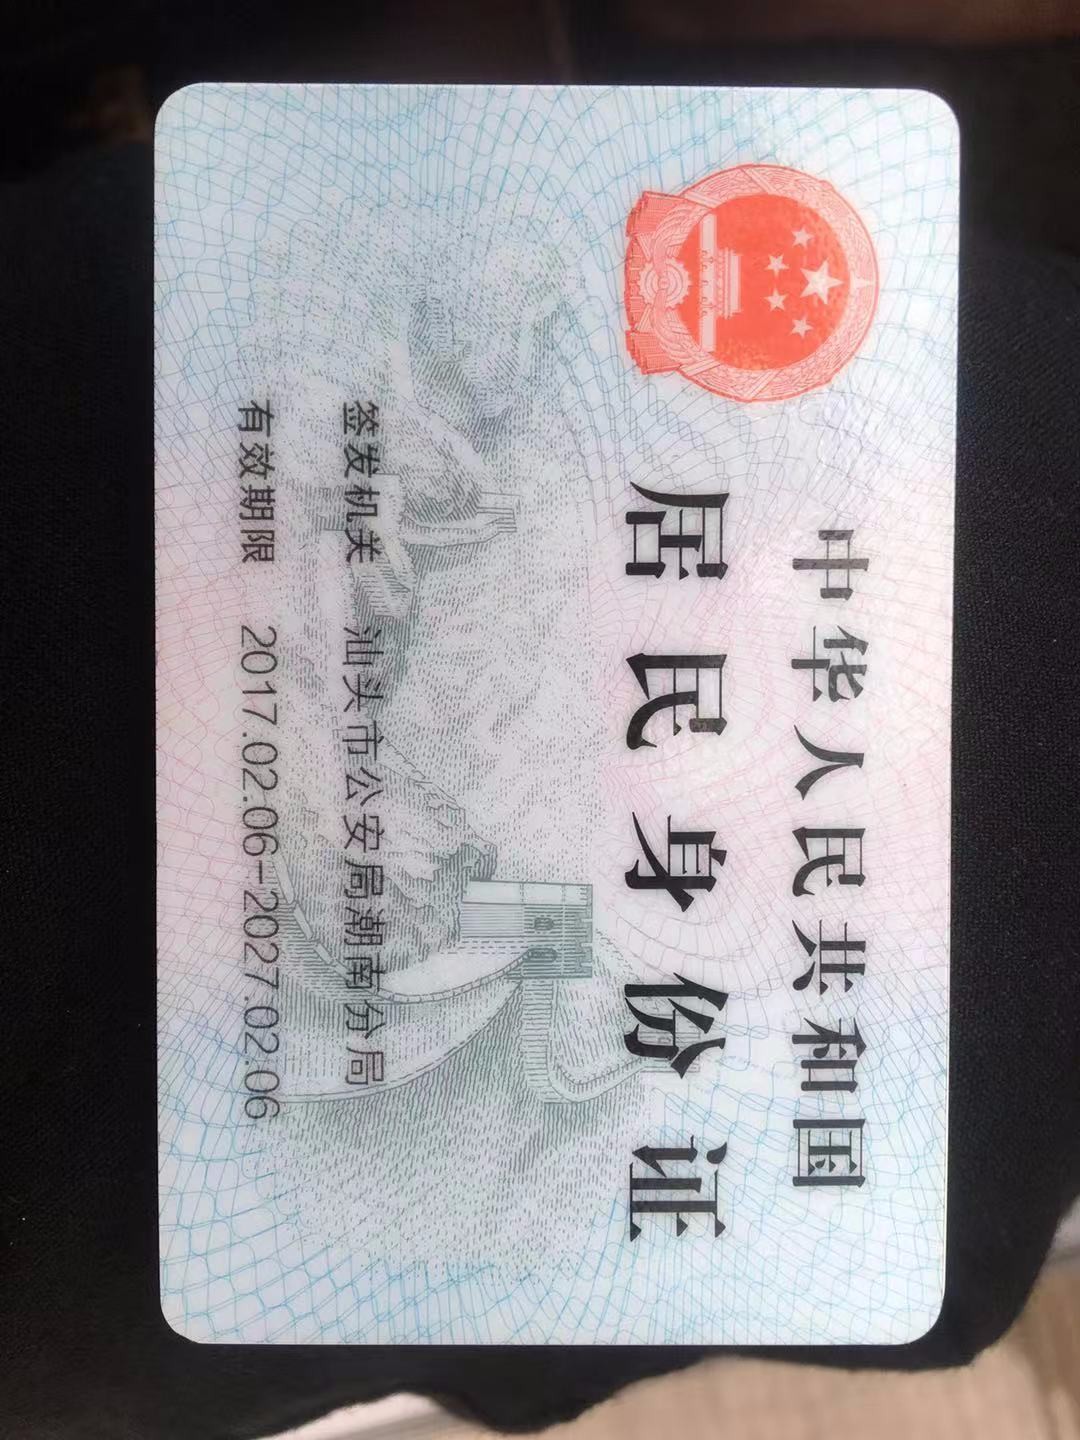 中华人民共和国
居民身份证
签发机关 汕头市公安局潮南分局
有效期限 2017.02.06-2027.02.06